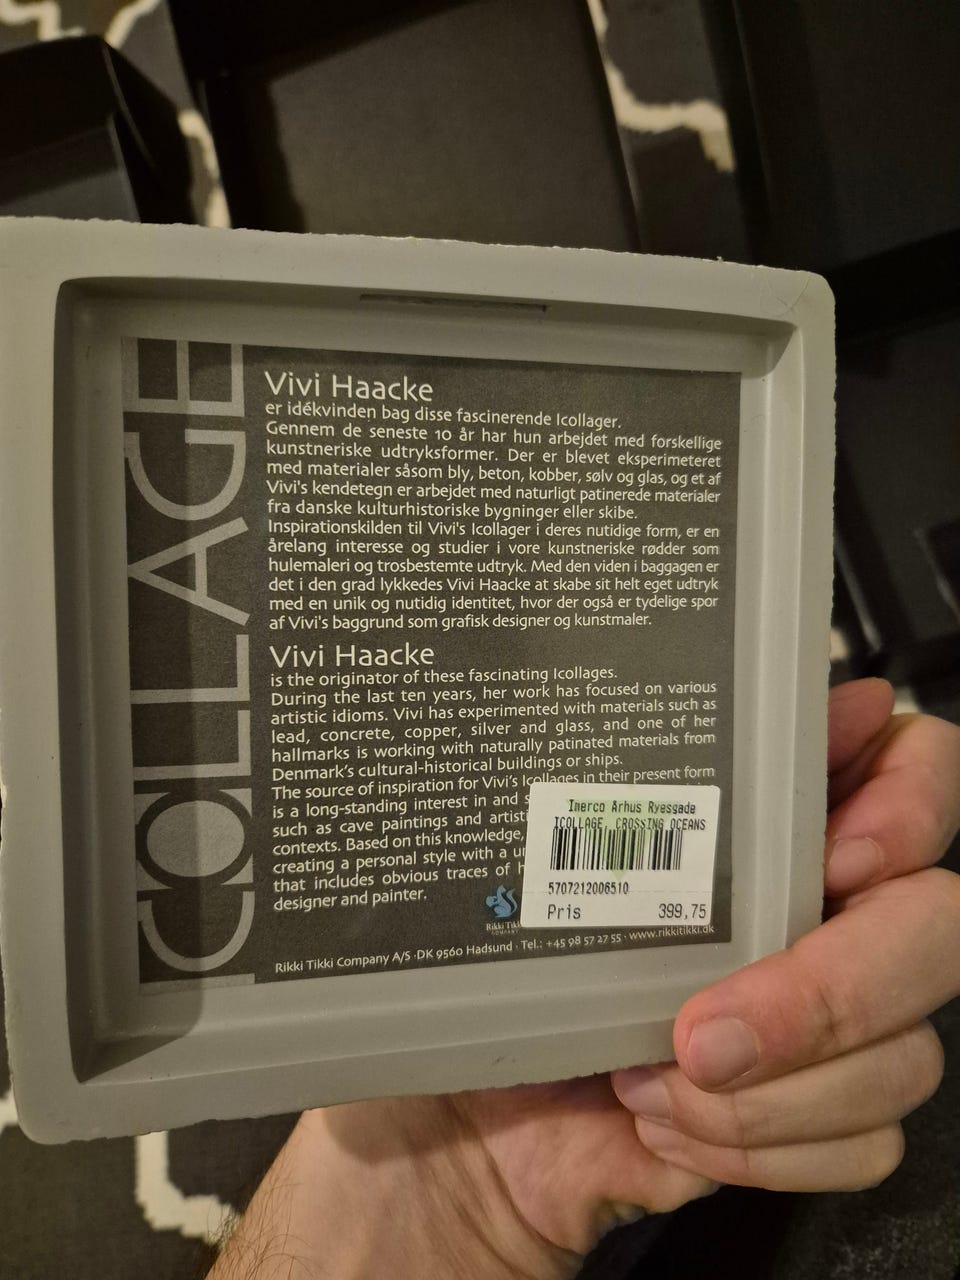 ICOLLAGE
Vivi Haacke
er idékvinden bag disse fascinerende Icollager.
Gennem de seneste 10 år har hun arbejdet med forskellige
kunstneriske udtryksformer. Der er blevet eksperimeteret
med materialer såsom bly, beton, kobber, sølv og glas, og et af
Vivi's kendetegn er arbejdet med naturligt patinerede materialer
fra danske kulturhistoriske bygninger eller skibe.
Inspirationskilden til Vivi's Icollager i deres nutidige form, er en
årelang interesse og studier i vore kunstneriske rødder som
hulemaleri og trosbestemte udtryk. Med den viden i baggagen er
det i den grad lykkedes Vivi Haacke at skabe sit helt eget udtryk
med en unik og nutidig identitet, hvor der også er tydelige spor
af Vivi's baggrund som grafisk designer og kunstmaler.
Vivi Haacke
is the originator of these fascinating Icollages.
During the last ten years, her work has focused on various
artistic idioms. Vivi has experimented with materials such as
lead, concrete, copper, silver and glass, and one of her
hallmarks is working with naturally patinated materials from
Denmark's cultural-historical buildings or ships.
The source of inspiration for Vivi's Icollages in their present form
is a long-standing interest in and
such as cave paintings and
contexts. Based on this knowledge,
creating a personal style with a
that includes obvious traces of
designer and painter.
Imerco Arhus Ryesgade
ICOLLAGE, CROSSING OCEANS
5707212006510
Pris 399,75
Rikki
COMPANY
Rikki Tikki Company A/S · DK 9560 Hadsund · Tel.: +45 98 57 27 55 · www.rikkitikki.dk